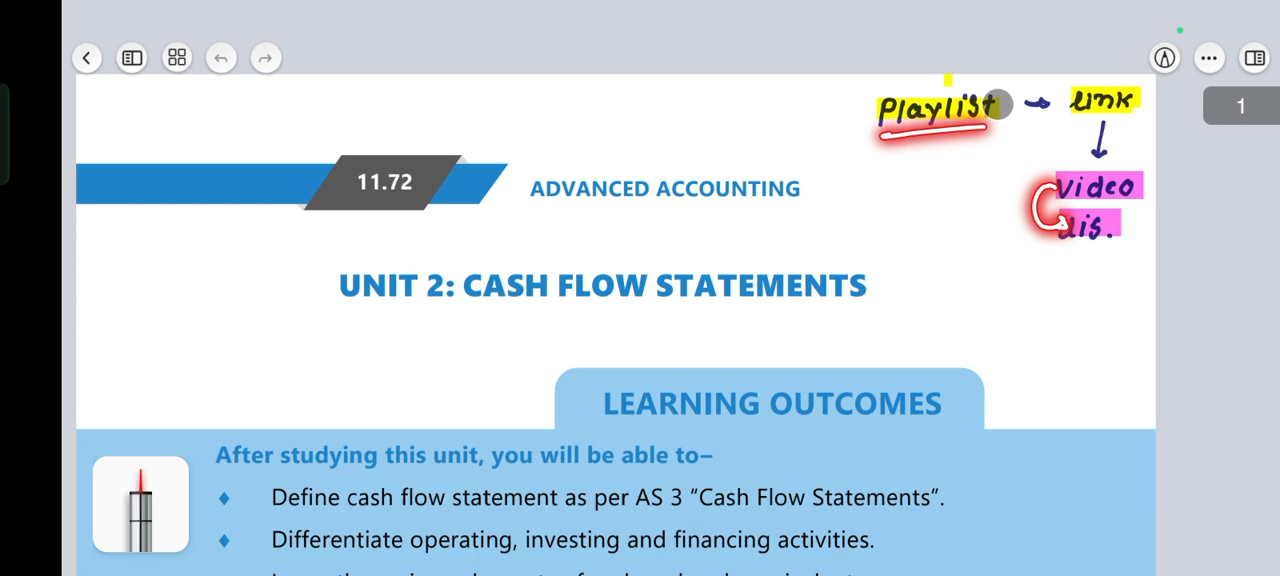 Playlist → link
↓
1
video
11.72
ADVANCED ACCOUNTING
dis.
UNIT 2: CASH FLOW STATEMENTS
LEARNING OUTCOMES
After studying this unit, you will be able to–
♦ Define cash flow statement as per AS 3 “Cash Flow Statements”.
♦ Differentiate operating, investing and financing activities.